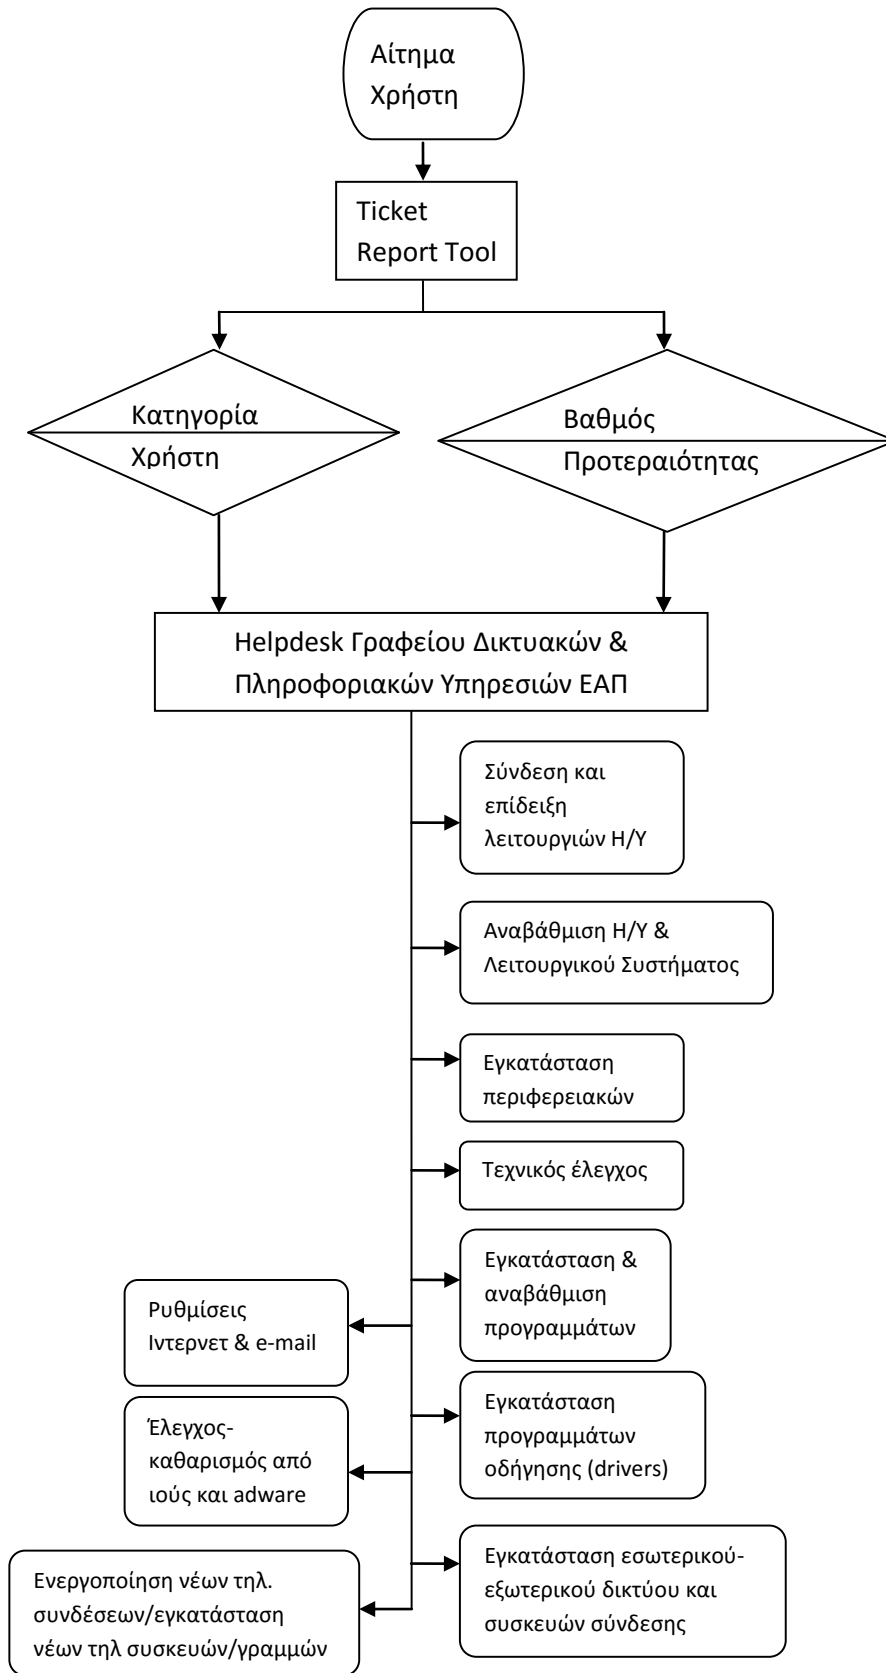 Αίτημα
Χρήστη
Ticket
Report Tool
Κατηγορία
Χρήστη
Βαθμός
Προτεραιότητας
Helpdesk Γραφείου Δικτυακών &
Πληροφοριακών Υπηρεσιών ΕΑΠ
Σύνδεση και
επίδειξη
λειτουργιών Η/Υ
Αναβάθμιση Η/Υ &
Λειτουργικού Συστήματος
Εγκατάσταση
περιφερειακών
Τεχνικός έλεγχος
Εγκατάσταση &
αναβάθμιση
προγραμμάτων
Ρυθμίσεις
Ιντερνετ & e-mail
Εγκατάσταση
προγραμμάτων
οδήγησης (drivers)
Έλεγχος-
καθαρισμός από
ιούς και adware
Εγκατάσταση εσωτερικού-
εξωτερικού δικτύου και
συσκευών σύνδεσης
Ενεργοποίηση νέων τηλ.
συνδέσεων/εγκατάσταση
νέων τηλ συσκευών/γραμμών